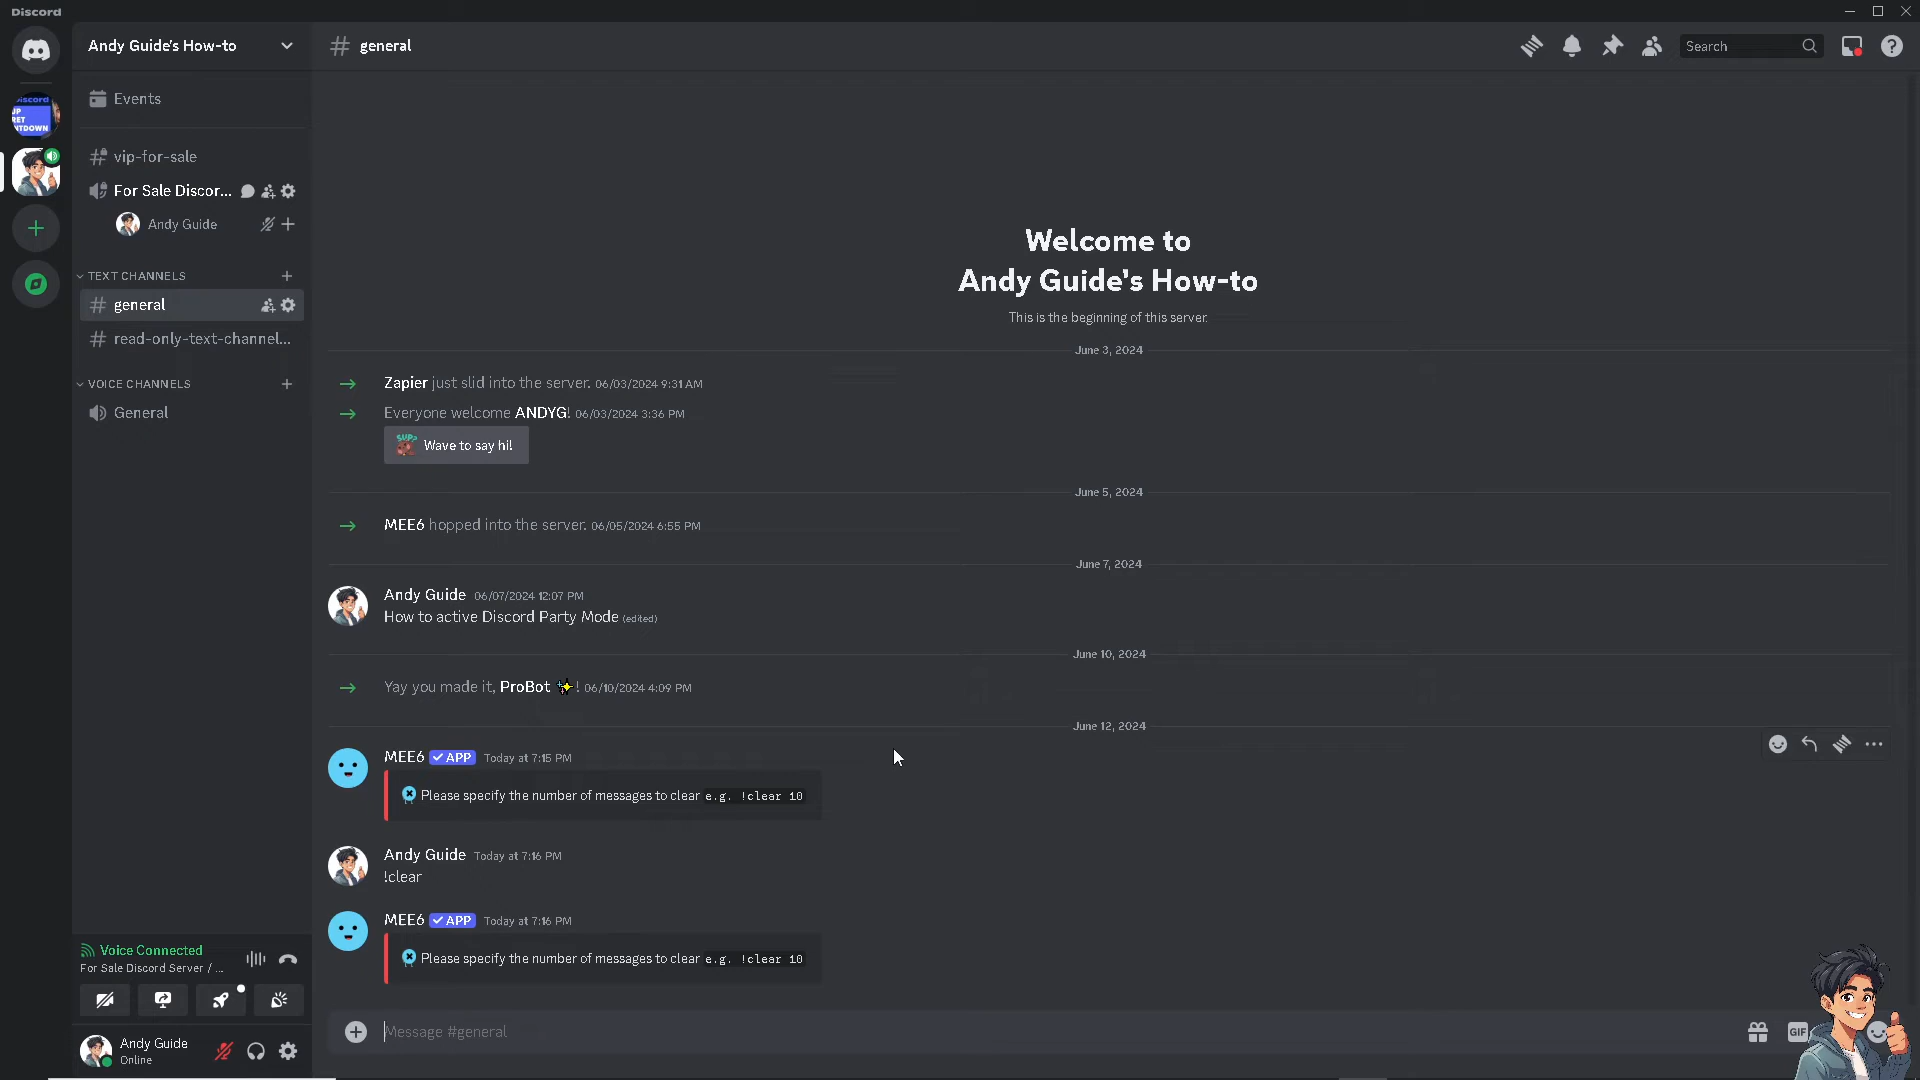 Discord
Andy Guide's How-to
general
Search
Discord
UP
RET
NTDOWN
Events
vip-for-sale
For Sale Discor...
Andy Guide
TEXT CHANNELS
general
read-only-text-channel...
VOICE CHANNELS
General
Welcome to
Andy Guide's How-to
This is the beginning of this server.
June 3, 2024
Zapier just slid into the server. 06/03/2024 9:31 AM
Everyone welcome ANDYG! 06/03/2024 3:36 PM
SUP?
Wave to say hi!
June 5, 2024
MEE6 hopped into the server. 06/05/2024 6:55 PM
June 7, 2024
Andy Guide 06/07/2024 12:07 PM
How to active Discord Party Mode (edited)
June 10, 2024
Yay you made it, ProBot ✨! 06/10/2024 4:09 PM
June 12, 2024
MEE6 ✓ APP Today at 7:15 PM
Please specify the number of messages to clear e.g. !clear 10
Andy Guide Today at 7:16 PM
!clear
MEE6 ✓ APP Today at 7:16 PM
Please specify the number of messages to clear e.g. !clear 10
Voice Connected
For Sale Discord Server / ...
Andy Guide
Online
Message #general
GIF